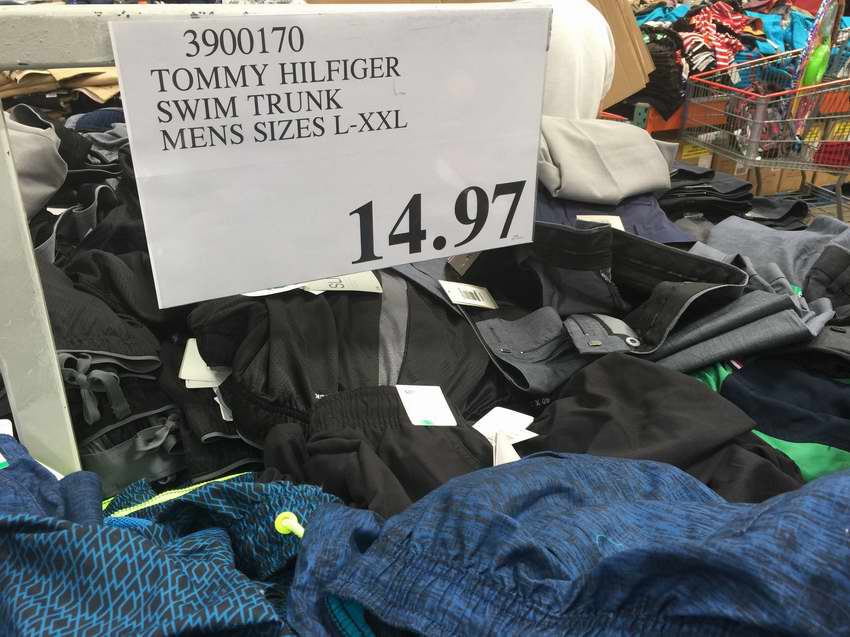 3900170
TOMMY HILFIGER
SWIM TRUNK
MENS SIZES L-XXL
14.97